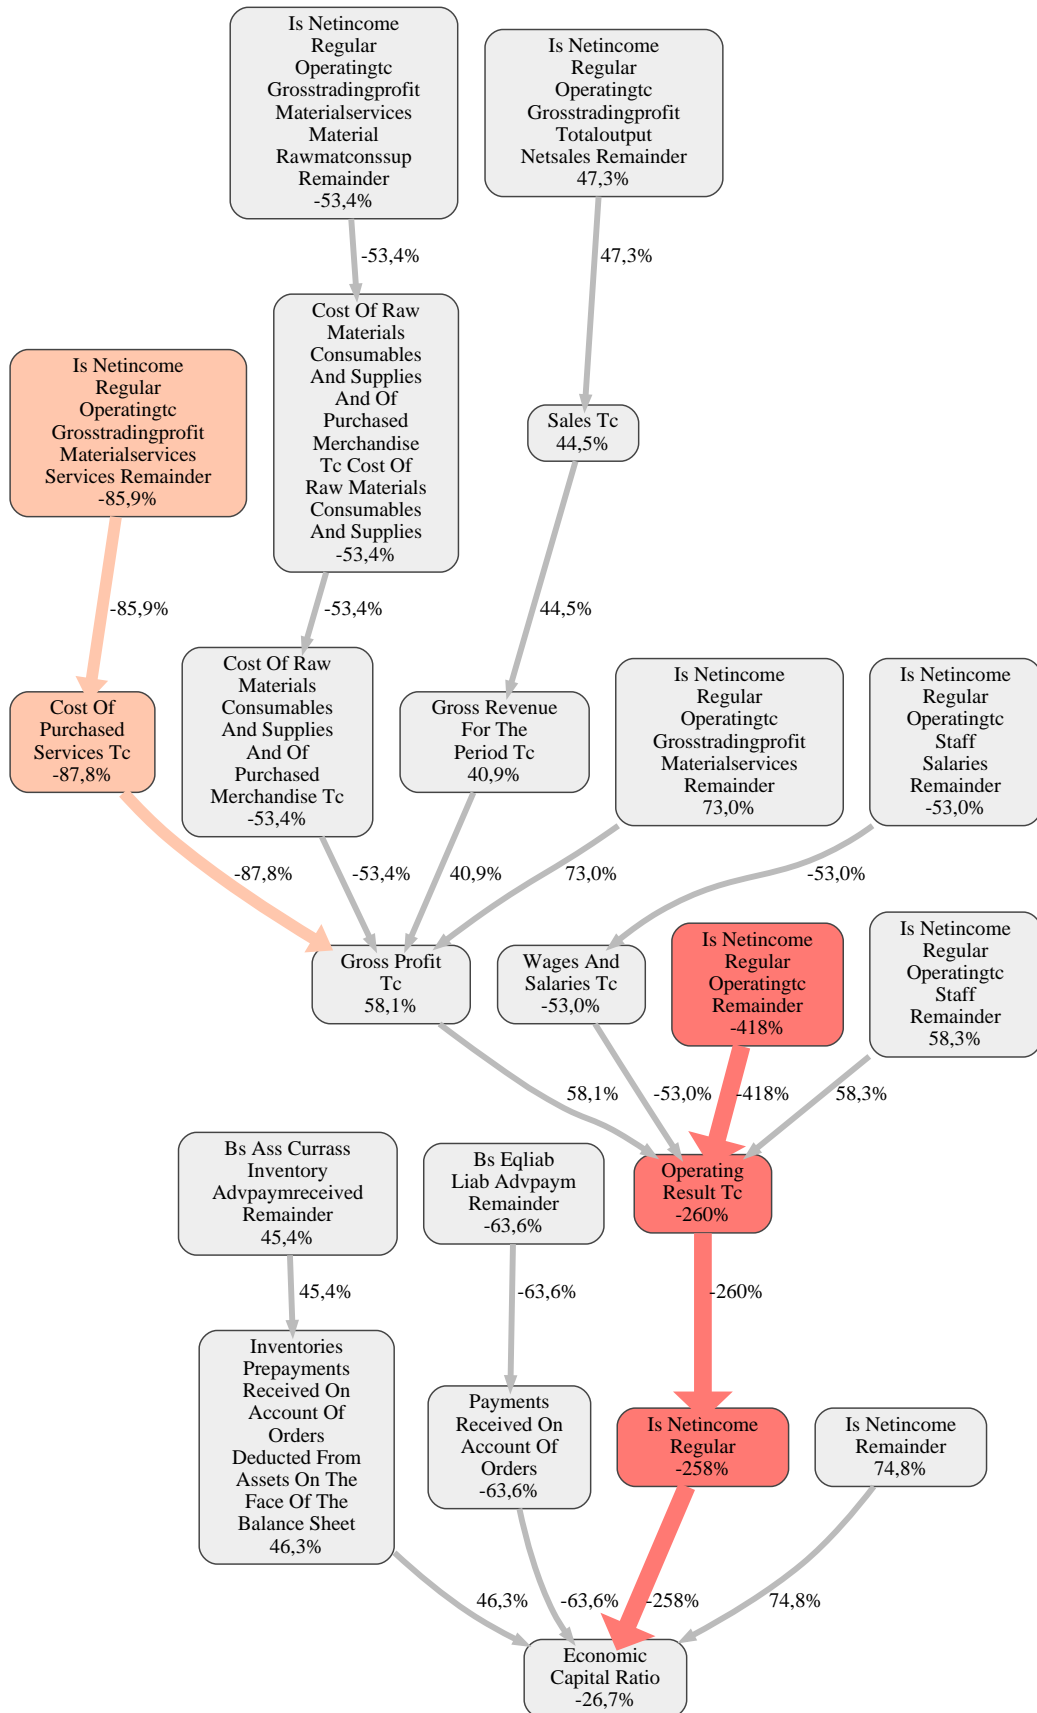 Is Netincome
Regular
Operatingtc
Grosstradingprofit
Materialservices
Material
Rawmatconssup
Remainder
-53,4%
Is Netincome
Regular
Operatingtc
Grosstradingprofit
Totaloutput
Netsales Remainder
47,3%
-53,4%
47,3%
Cost Of Raw
Materials
Consumables
And Supplies
And Of
Purchased
Merchandise
Tc Cost Of
Raw Materials
Consumables
And Supplies
-53,4%
Is Netincome
Regular
Operatingtc
Grosstradingprofit
Materialservices
Services Remainder
-85,9%
Sales Tc
44,5%
-85,9%
-53,4%
44,5%
Cost Of
Purchased
Services Tc
-87,8%
Cost Of Raw
Materials
Consumables
And Supplies
And Of
Purchased
Merchandise Tc
-53,4%
Gross Revenue
For The
Period Tc
40,9%
Is Netincome
Regular
Operatingtc
Grosstradingprofit
Materialservices
Remainder
73,0%
Is Netincome
Regular
Operatingtc
Staff
Salaries
Remainder
-53,0%
-87,8%
-53,4%
40,9%
73,0%
-53,0%
Gross Profit
Tc
58,1%
Wages And
Salaries Tc
-53,0%
Is Netincome
Regular
Operatingtc
Remainder
-418%
Is Netincome
Regular
Operatingtc
Staff
Remainder
58,3%
58,1%
-53,0%
-418%
58,3%
Bs Ass Currass
Inventory
Advpaymreceived
Remainder
45,4%
Bs Eqliab
Liab Advpaym
Remainder
-63,6%
Operating
Result Tc
-260%
45,4%
-63,6%
-260%
Inventories
Prepayments
Received On
Account Of
Orders
Deducted From
Assets On The
Face Of The
Balance Sheet
46,3%
Payments
Received On
Account Of
Orders
-63,6%
Is Netincome
Regular
-258%
Is Netincome
Remainder
74,8%
46,3%
-63,6%
-258%
74,8%
Economic
Capital Ratio
-26,7%